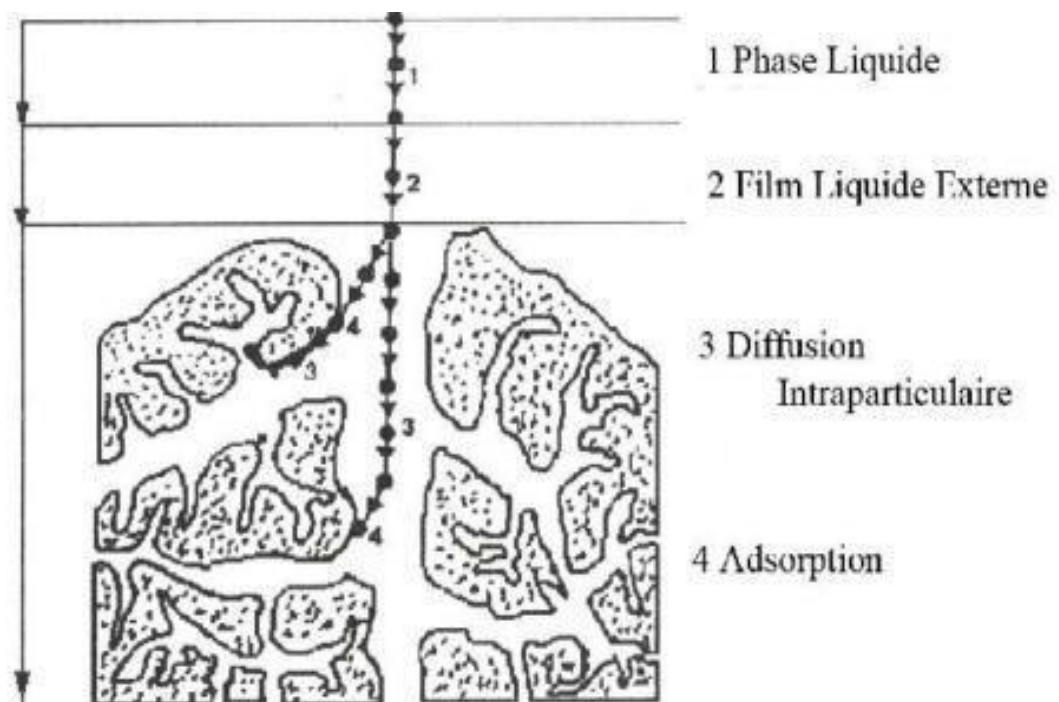 1
1 Phase Liquide
2
2 Film Liquide Externe
4
3
3 Diffusion
Intraparticulaire
3
4
4 Adsorption